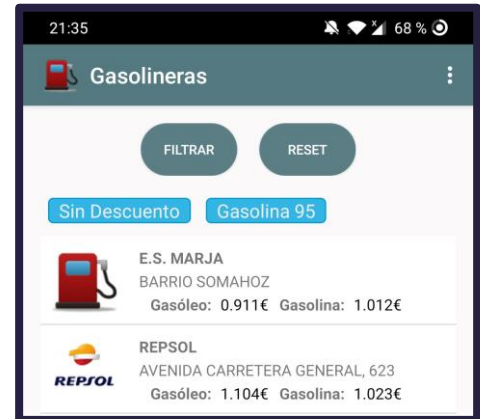 21:35 68 %
Gasolineras
FILTRAR RESET
Sin Descuento Gasolina 95
E.S. MARJA
BARRIO SOMAHOZ
Gasóleo: 0.911€ Gasolina: 1.012€
REPSOL
REPSOL
AVENIDA CARRETERA GENERAL, 623
Gasóleo: 1.104€ Gasolina: 1.023€